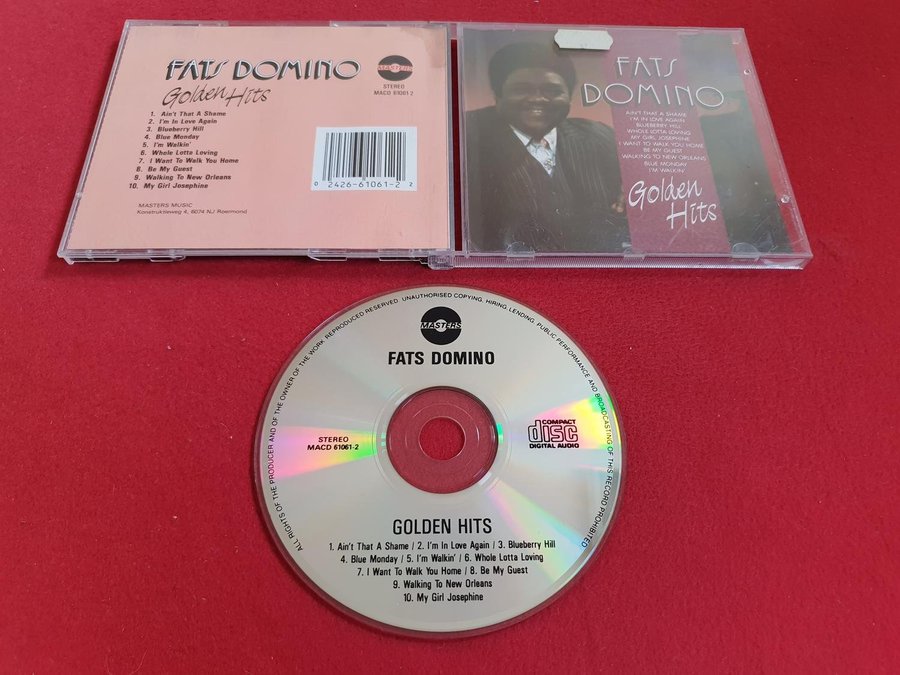 FATS DOMINO
Golden Hits
MASTERS
STEREO
MACD 61061 2
1. Ain't That A Shame
2. I'm In Love Again
3. Blueberry Hill
4. Blue Monday
5. I'm Walkin'
6. Whole Lotta Loving
7. I Want To Walk You Home
8. Be My Guest
9. Walking To New Orleans
10. My Girl Josephine
0 2426-61061-2 2
MASTERS MUSIC
Konstruktieweg 4, 6074 NJ Roermond
FATS
DOMINO
AIN'T THAT A SHAME
I'M IN LOVE AGAIN
BLUEBERRY HILL
WHOLE LOTTA LOVING
MY GIRL JOSEPHINE
I WANT TO WALK YOU HOME
BE MY GUEST
WALKING TO NEW ORLEANS
BLUE MONDAY
I'M WALKIN'
Golden
Hits
ALL RIGHTS OF THE PRODUCER AND OF THE OWNER OF THE WORK REPRODUCED RESERVED UNAUTHORISED COPYING, HIRING, LENDING, PUBLIC PERFORMANCE AND BROADCASTING OF THIS RECORD PROHIBITED
MASTERS
FATS DOMINO
STEREO
MACD 61061-2
COMPACT
disc
DIGITAL AUDIO
GOLDEN HITS
1. Ain't That A Shame / 2. I'm In Love Again / 3. Blueberry Hill
4. Blue Monday / 5. I'm Walkin' / 6. Whole Lotta Loving
7. I Want To Walk You Home / 8. Be My Guest
9. Walking To New Orleans
10. My Girl Josephine